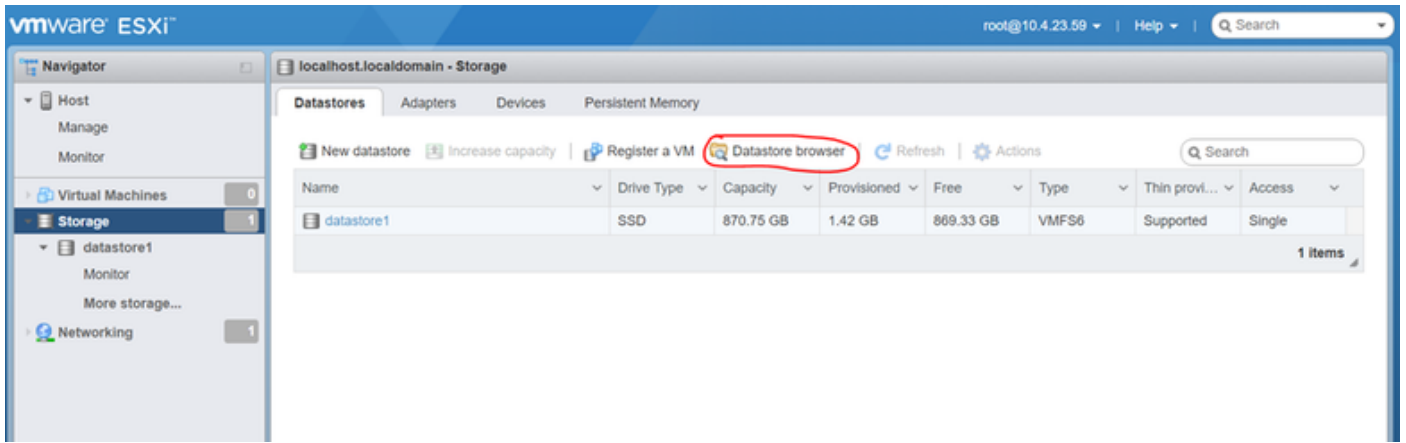 vmware ESXi™
root@10.4.23.59 | Help | Search
Navigator
Host
Manage
Monitor
Virtual Machines 0
Storage 1
datastore1
Monitor
More storage...
Networking 1
localhost.localdomain - Storage
Datastores Adapters Devices Persistent Memory
New datastore Increase capacity | Register a VM Datastore browser | Refresh | Actions Search
Name Drive Type Capacity Provisioned Free Type Thin provi... Access
datastore1 SSD 870.75 GB 1.42 GB 869.33 GB VMFS6 Supported Single
1 items